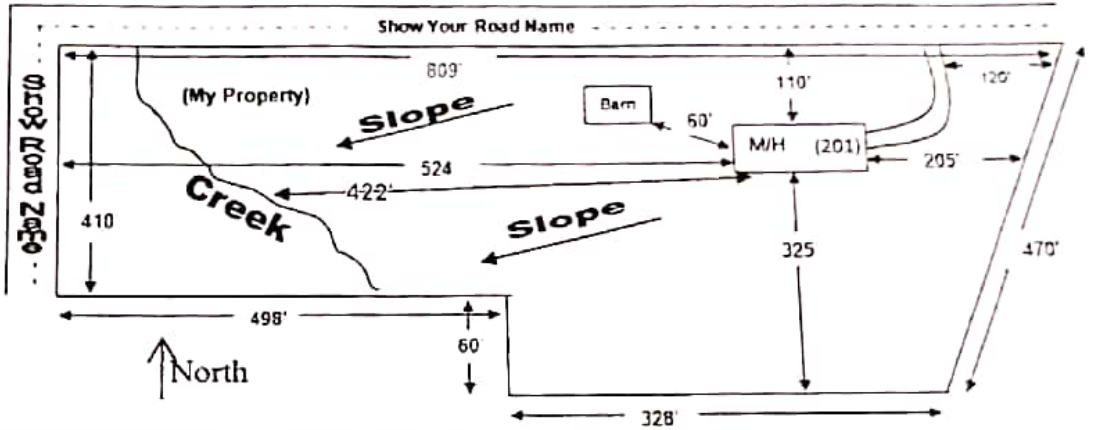 Show Your Road Name
809'
120'
110'
(My Property)
Slope
Barn
60'
M/H (201)
205'
524
422'
Creek
Slope
410
325
470'
Show Road Name
498'
60'
North
328'